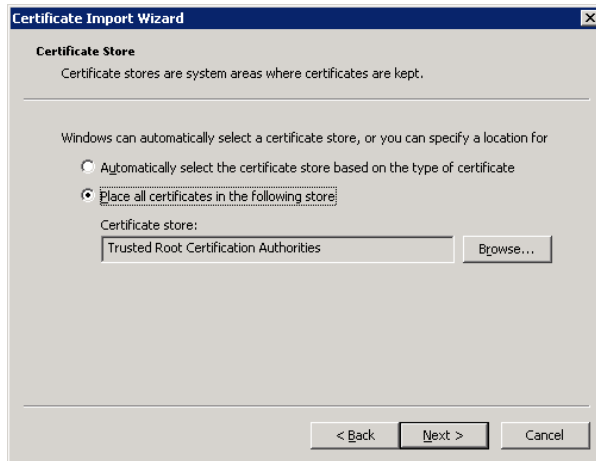 Certificate Import Wizard
Certificate Store
Certificate stores are system areas where certificates are kept.
Windows can automatically select a certificate store, or you can specify a location for
Automatically select the certificate store based on the type of certificate
Place all certificates in the following store
Certificate store:
Trusted Root Certification Authorities
Browse...
< Back
Next >
Cancel